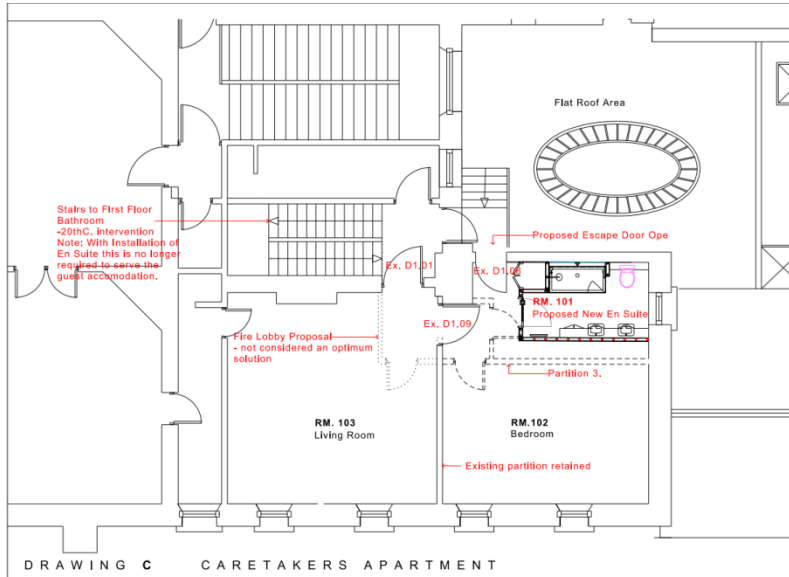 Flat Roof Area
Stairs to First Floor
Bathroom
-20thC. intervention
Note: With Installation of
En Suite this is no longer
required to serve the
guest accomodation.
Proposed Escape Door Ope
Ex. D1.01
Ex. D1.08
RM. 101
Proposed New En Suite
Ex. D1.09
Fire Lobby Proposal
- not considered an optimum
solution
Partition 3.
RM. 103
Living Room
RM.102
Bedroom
Existing partition retained
DRAWING C CARETAKERS APARTMENT